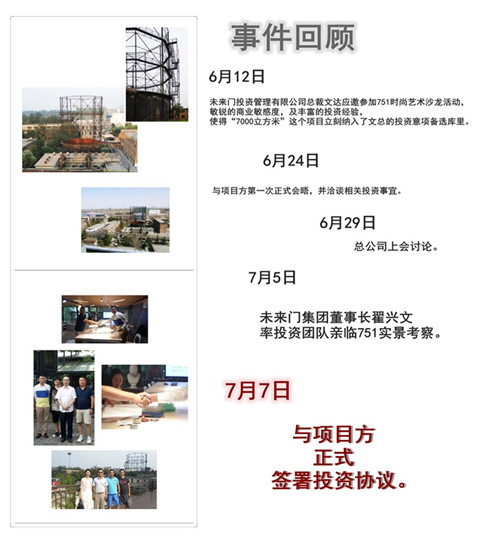 事件回顾
6月12日
未来门投资管理有限公司总裁文达应邀参加751时尚艺术沙龙活动，
敏锐的商业敏感度，及丰富的投资经验，
使得“7000立方米”这个项目立刻纳入了文总的投资意项备选库里。
6月24日
与项目方第一次正式会晤，并洽谈相关投资事宜。
6月29日
总公司上会讨论。
7月5日
未来门集团董事长翟兴文
率投资团队亲临751实景考察。
7月7日
与项目方
正式
签署投资协议。